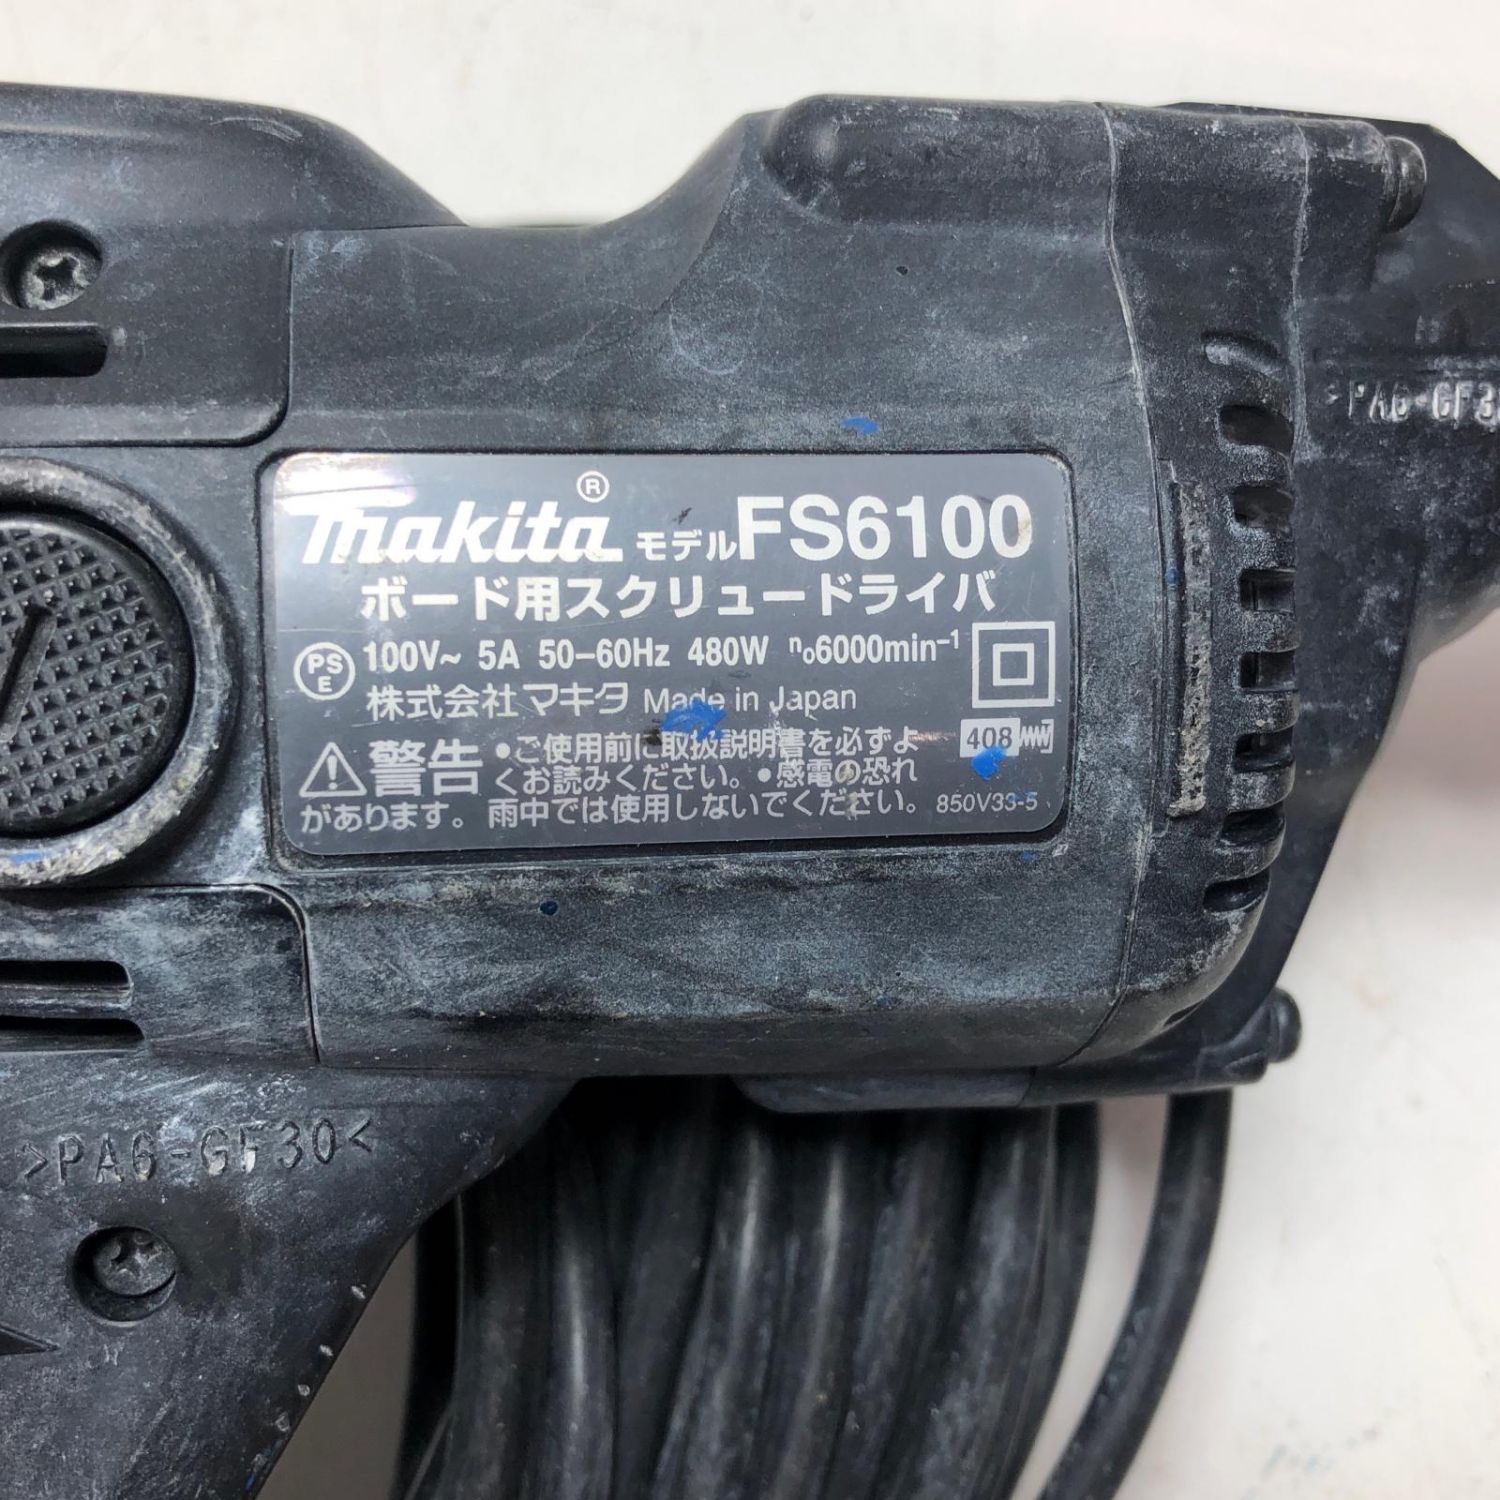 makita® モデルFS6100
ボード用スクリュードライバ
PSE 100V~ 5A 50-60Hz 480W n₀6000min⁻¹
株式会社マキタ Made in Japan
408
警告 •ご使用前に取扱説明書を必ずよ
くお読みください。•感電の恐れ
があります。雨中では使用しないでください。 850V33-5
>PA6-GF30<
>PA6-GF3